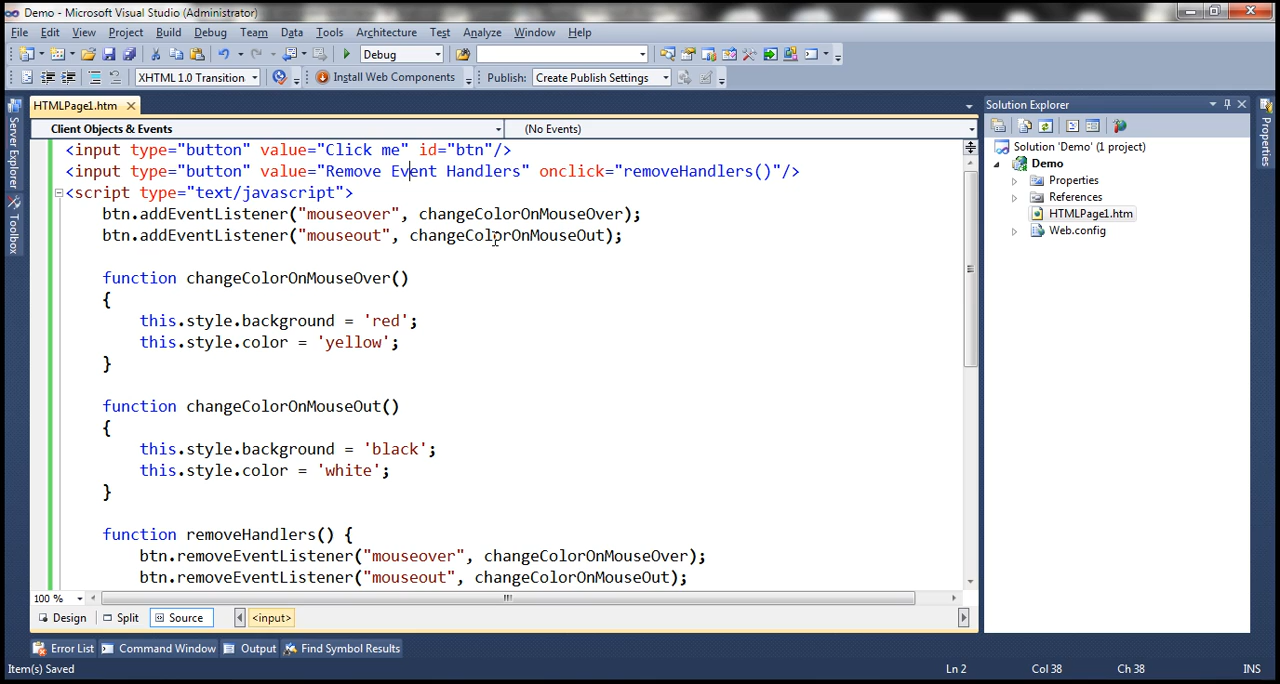 Demo - Microsoft Visual Studio (Administrator)
File Edit View Project Build Debug Team Data Tools Architecture Test Analyze Window Help
Debug
XHTML 1.0 Transition Install Web Components Publish: Create Publish Settings
HTMLPage1.htm
Client Objects & Events (No Events)
<input type="button" value="Click me" id="btn"/>
<input type="button" value="Remove Event Handlers" onclick="removeHandlers()"/>
<script type="text/javascript">
btn.addEventListener("mouseover", changeColorOnMouseOver);
btn.addEventListener("mouseout", changeColorOnMouseOut);
function changeColorOnMouseOver()
{
this.style.background = 'red';
this.style.color = 'yellow';
}
function changeColorOnMouseOut()
{
this.style.background = 'black';
this.style.color = 'white';
}
function removeHandlers() {
btn.removeEventListener("mouseover", changeColorOnMouseOver);
btn.removeEventListener("mouseout", changeColorOnMouseOut);
100 %
Design Split Source <input>
Server Explorer
Toolbox
Solution Explorer
Solution 'Demo' (1 project)
Demo
Properties
References
HTMLPage1.htm
Web.config
Properties
Error List Command Window Output Find Symbol Results
Item(s) Saved Ln 2 Col 38 Ch 38 INS